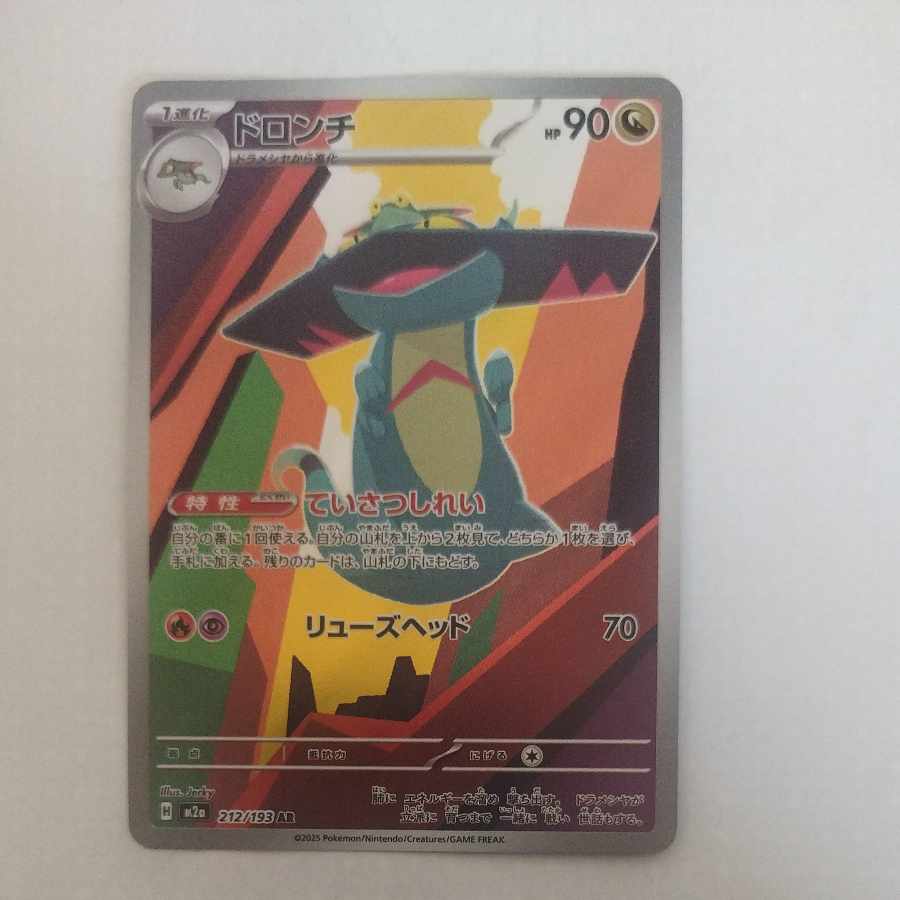 1進化
ドロンチ
HP 90
ドラメシヤから進化
特性 ていさつしれい
自分の番に1回使える。自分の山札を上から2枚見て、どちらか1枚を選び、
手札に加える。残りのカードは、山札の下にもどす。
リューズヘッド 70
弱点 抵抗力 にげる
Illus. Jerky
肺に エネルギーを溜め 撃ち出す。 ドラメシヤが
立派に 育つまで 一緒に 戦い 世話もする。
H m2a 212/193 AR
©2025 Pokémon/Nintendo/Creatures/GAME FREAK.